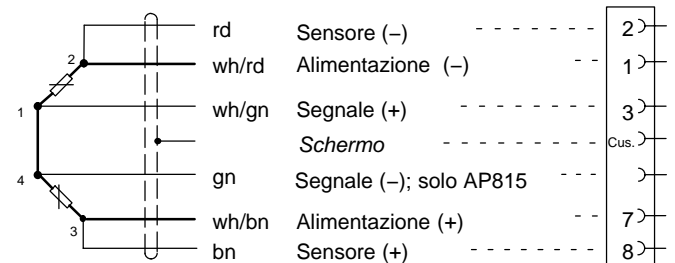 rd Sensore (−) - - - - - - - 2
2 wh/rd Alimentazione (−) - - 1
1 wh/gn Segnale (+) - - - - - - - - 3
Schermo - - - - - - - - - Cus.
4 gn Segnale (−); solo AP815 - - -
wh/bn Alimentazione (+) - - 7
3 bn Sensore (+) - - - - - - - - 8